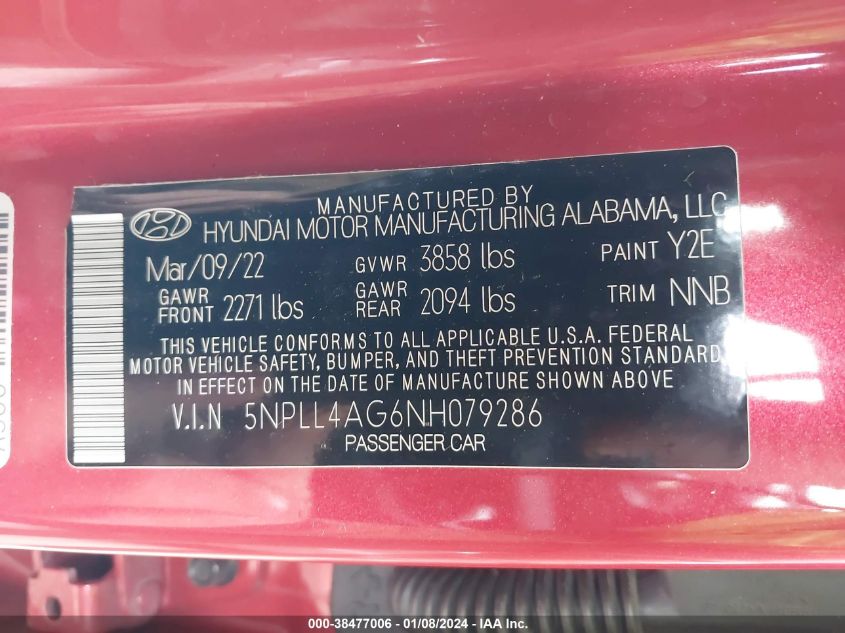 MANUFACTURED BY
HYUNDAI MOTOR MANUFACTURING ALABAMA, LLC
Mar/09/22 GVWR 3858 lbs PAINT Y2E
GAWR FRONT 2271 lbs GAWR REAR 2094 lbs TRIM NNB
THIS VEHICLE CONFORMS TO ALL APPLICABLE U.S.A. FEDERAL
MOTOR VEHICLE SAFETY, BUMPER, AND THEFT PREVENTION STANDARDS
IN EFFECT ON THE DATE OF MANUFACTURE SHOWN ABOVE
V.I.N 5NPLL4AG6NH079286
PASSENGER CAR
000-38477006 - 01/08/2024 - IAA Inc.